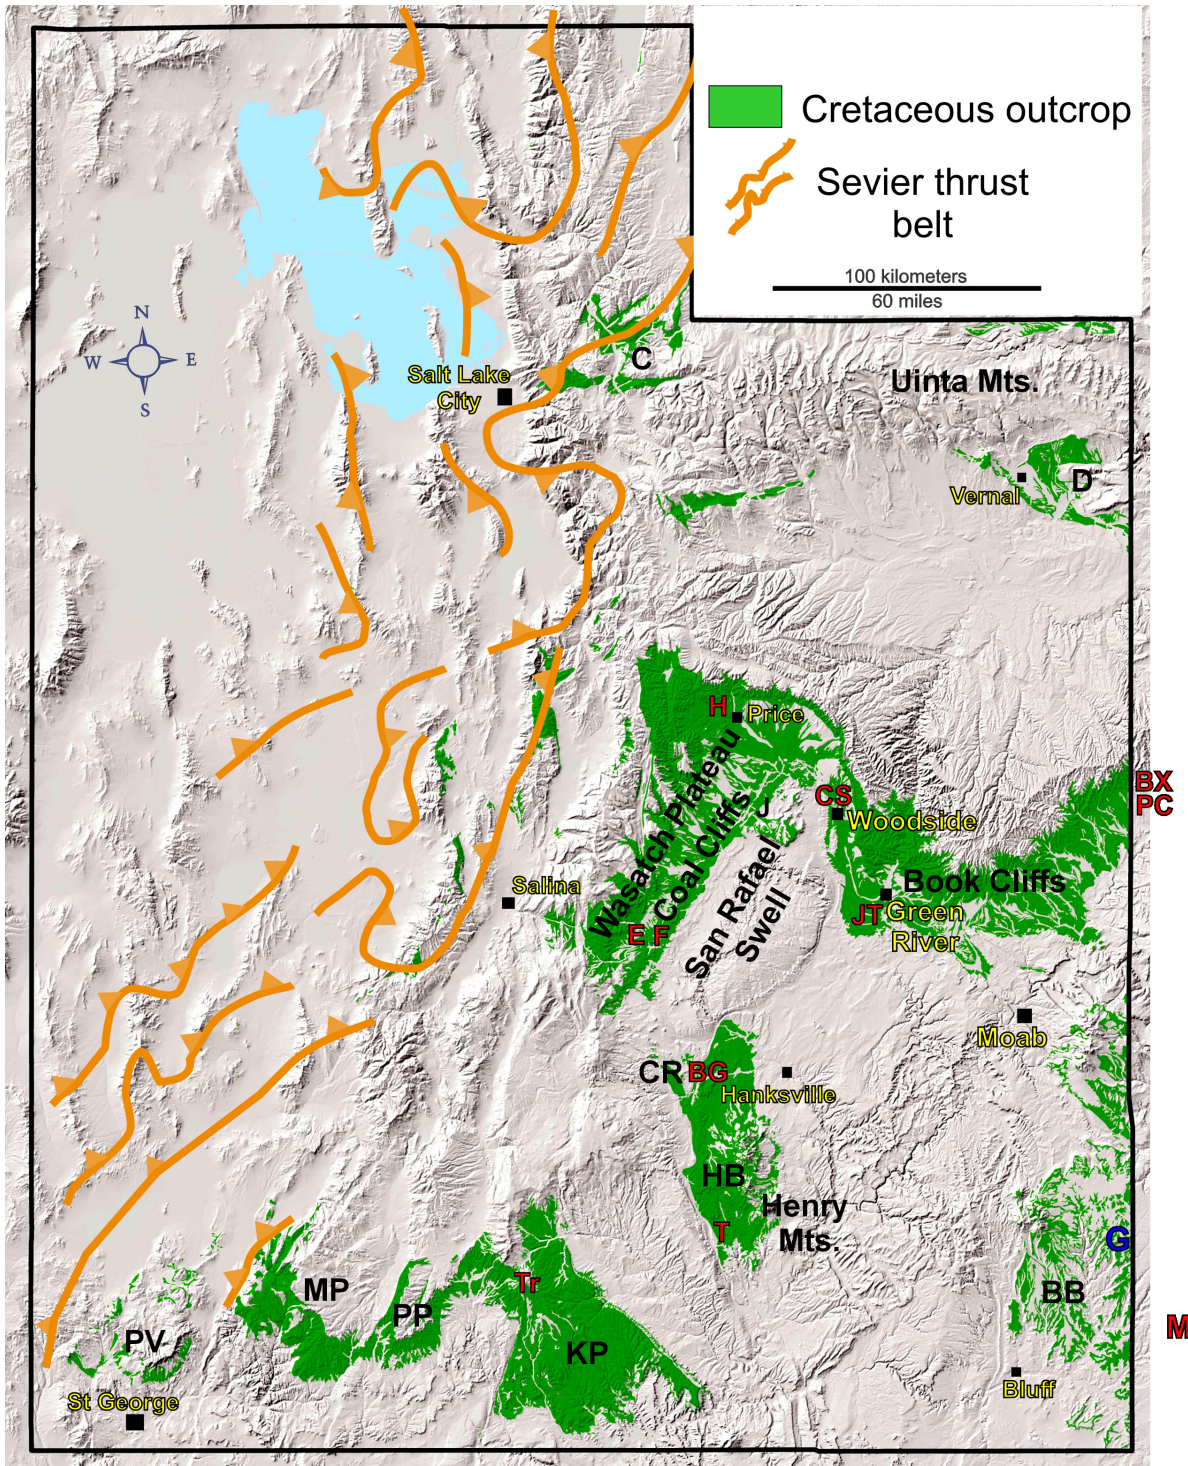 Cretaceous outcrop
Sevier thrust
belt
100 kilometers
60 miles
N
W
E
S
C
Salt Lake
City
Uinta Mts.
Vernal
D
H
Price
Wasatch Plateau
Coal Cliffs
J
CS
Woodside
BX
PC
San Rafael
Swell
Salina
Book Cliffs
JT
Green
River
E
F
Moab
CR
BG
Hanksville
HB
Henry
Mts.
T
G
Tr
MP
PP
BB
M
PV
KP
Bluff
St George